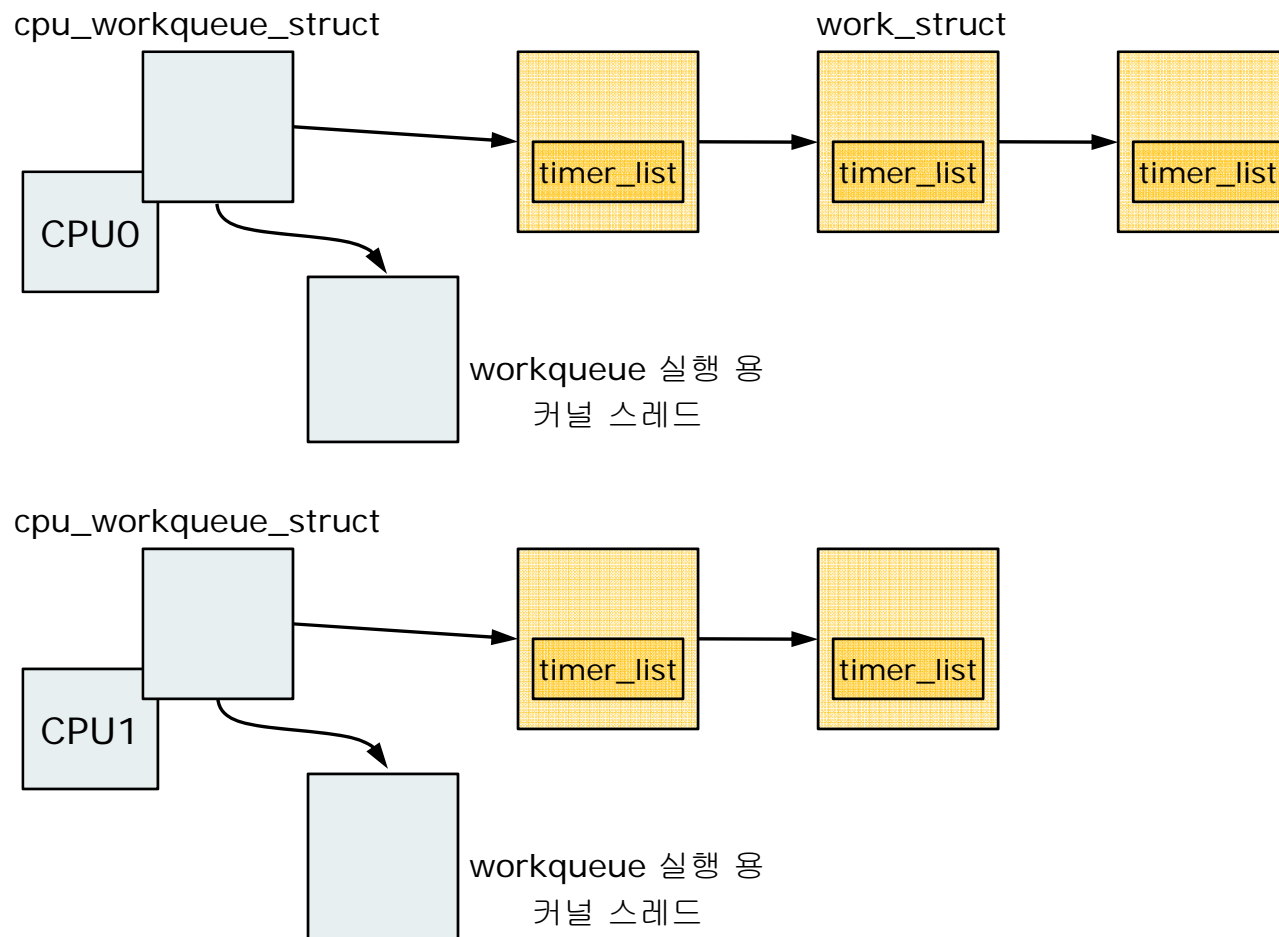 cpu_workqueue_struct
work_struct
timer_list
timer_list
timer_list
CPU0
workqueue 실행 용
커널 스레드
cpu_workqueue_struct
timer_list
timer_list
CPU1
workqueue 실행 용
커널 스레드